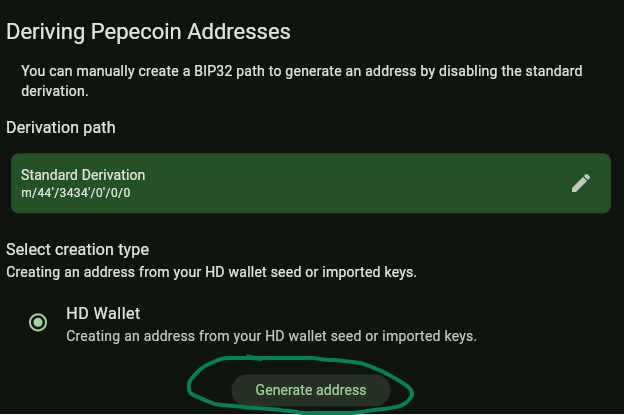 Deriving Pepecoin Addresses
You can manually create a BIP32 path to generate an address by disabling the standard
derivation.
Derivation path
Standard Derivation
m/44'/3434'/0'/0/0
Select creation type
Creating an address from your HD wallet seed or imported keys.
HD Wallet
Creating an address from your HD wallet seed or imported keys.
Generate address